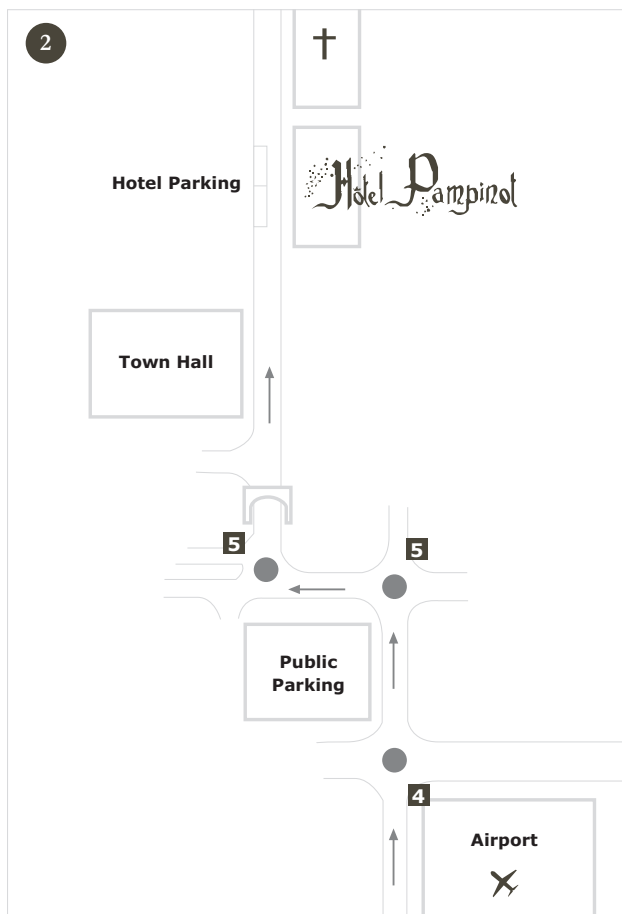 2
Hotel Parking
Hôtel Pampinot
Town Hall
5
5
Public
Parking
4
Airport